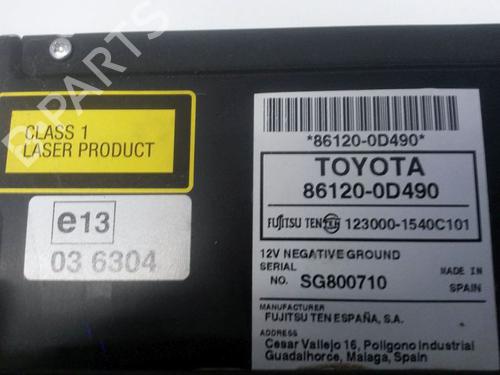 B-PARTS
CLASS 1
LASER PRODUCT
e13
03 6304
*86120-0D490*
TOYOTA
86120-0D490
FUJITSU TEN 123000-1540C101
12V NEGATIVE GROUND
SERIAL
NO. SG800710
MADE IN
SPAIN
MANUFACTURER
FUJITSU TEN ESPAÑA, S.A.
ADDRESS
Cesar Vallejo 16, Poligono Industrial
Guadalhorce, Malaga, Spain